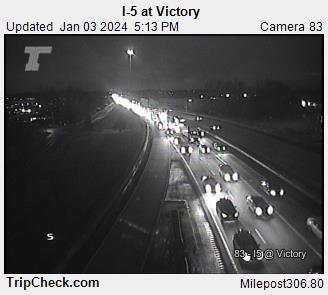 I-5 at Victory
Updated Jan 03 2024 5:13 PM Camera 83
T
S
83 - I5 @ Victory
TripCheck.com Milepost306.80